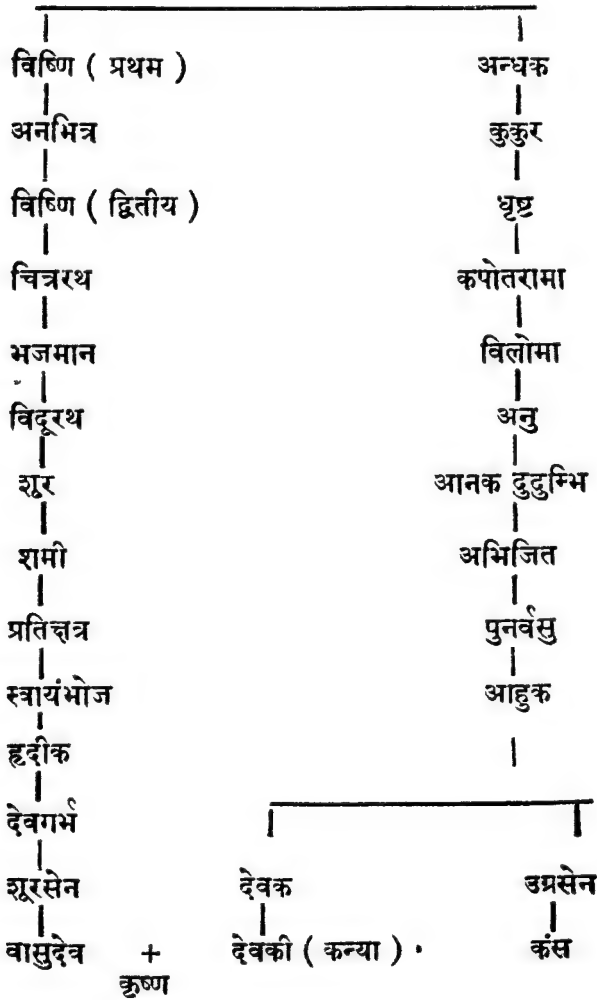 विष्णि ( प्रथम ) अन्धक
अनभित्र कुकुर
विष्णि ( द्वितीय ) धृष्ट
चित्ररथ कपोतरामा
भजमान विलोमा
विदूरथ अनु
शुर आनक दुदुम्भि
शमी अभिजित
प्रतिक्षत्र पुनर्वसु
स्वायंभोज आहुक
हृदीक
देवगर्भ
शूरसेन देवक उग्रसेन
वासुदेव + देवकी ( कन्या ) · कंस
कृष्ण